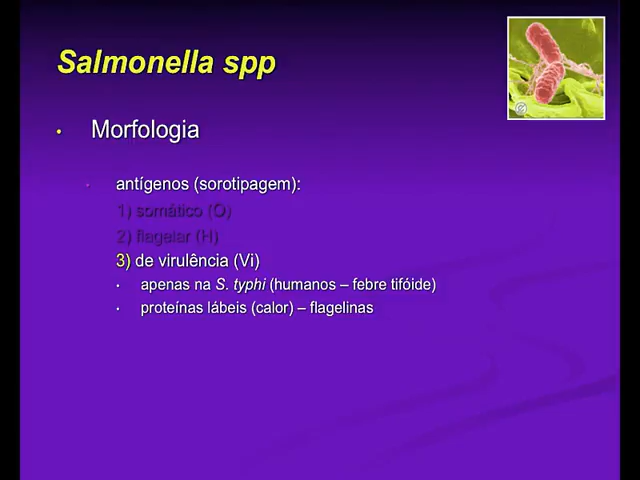 Salmonella spp
• Morfologia
• antígenos (sorotipagem):
1) somático (O)
2) flagelar (H)
3) de virulência (Vi)
• apenas na S. typhi (humanos – febre tifóide)
• proteínas lábeis (calor) – flagelinas